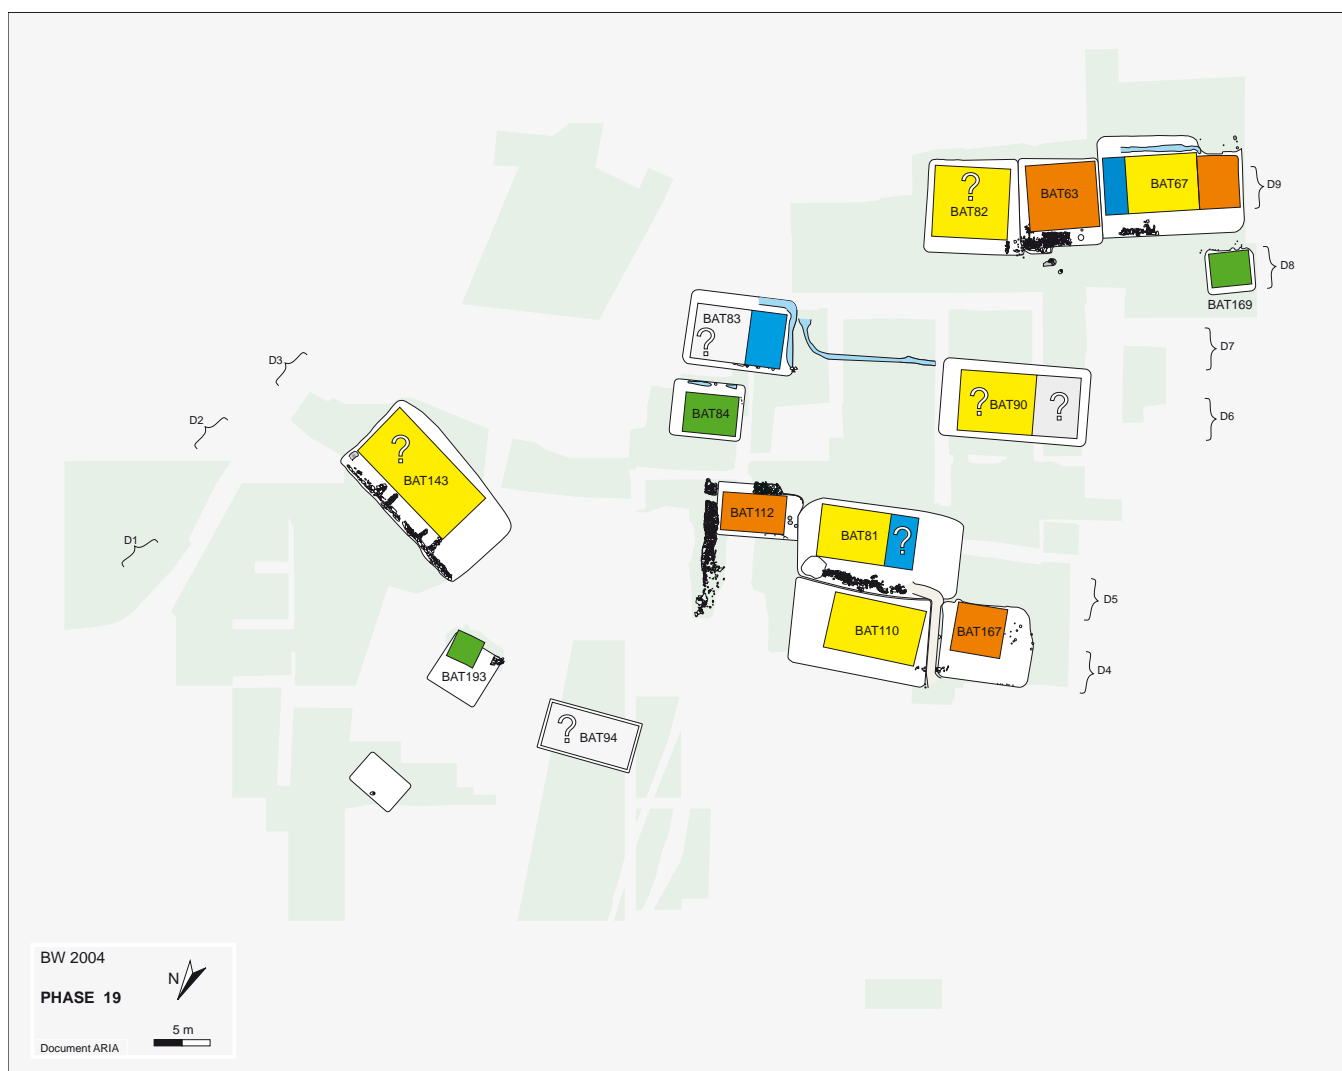 BAT82
?
BAT63
BAT67
D9
D8
BAT169
BAT83
?
D7
D3
BAT84
?
BAT90
?
D6
D2
?
BAT143
BAT112
BAT81
?
D1
D5
BAT110
BAT167
D4
BAT193
?
BAT94
BW 2004
N
PHASE 19
5 m
Document ARIA